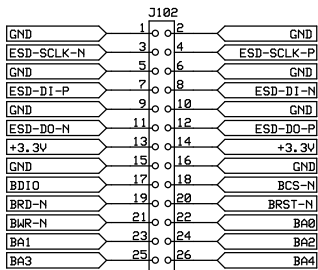 J102
GND 1 2 GND
ESD-SCLK-N 3 4 ESD-SCLK-P
GND 5 6 GND
ESD-DI-P 7 8 ESD-DI-N
GND 9 10 GND
ESD-DO-N 11 12 ESD-DO-P
+3.3V 13 14 +3.3V
GND 15 16 GND
BDIO 17 18 BCS-N
BRD-N 19 20 BRST-N
BWR-N 21 22 BA0
BA1 23 24 BA2
BA3 25 26 BA4